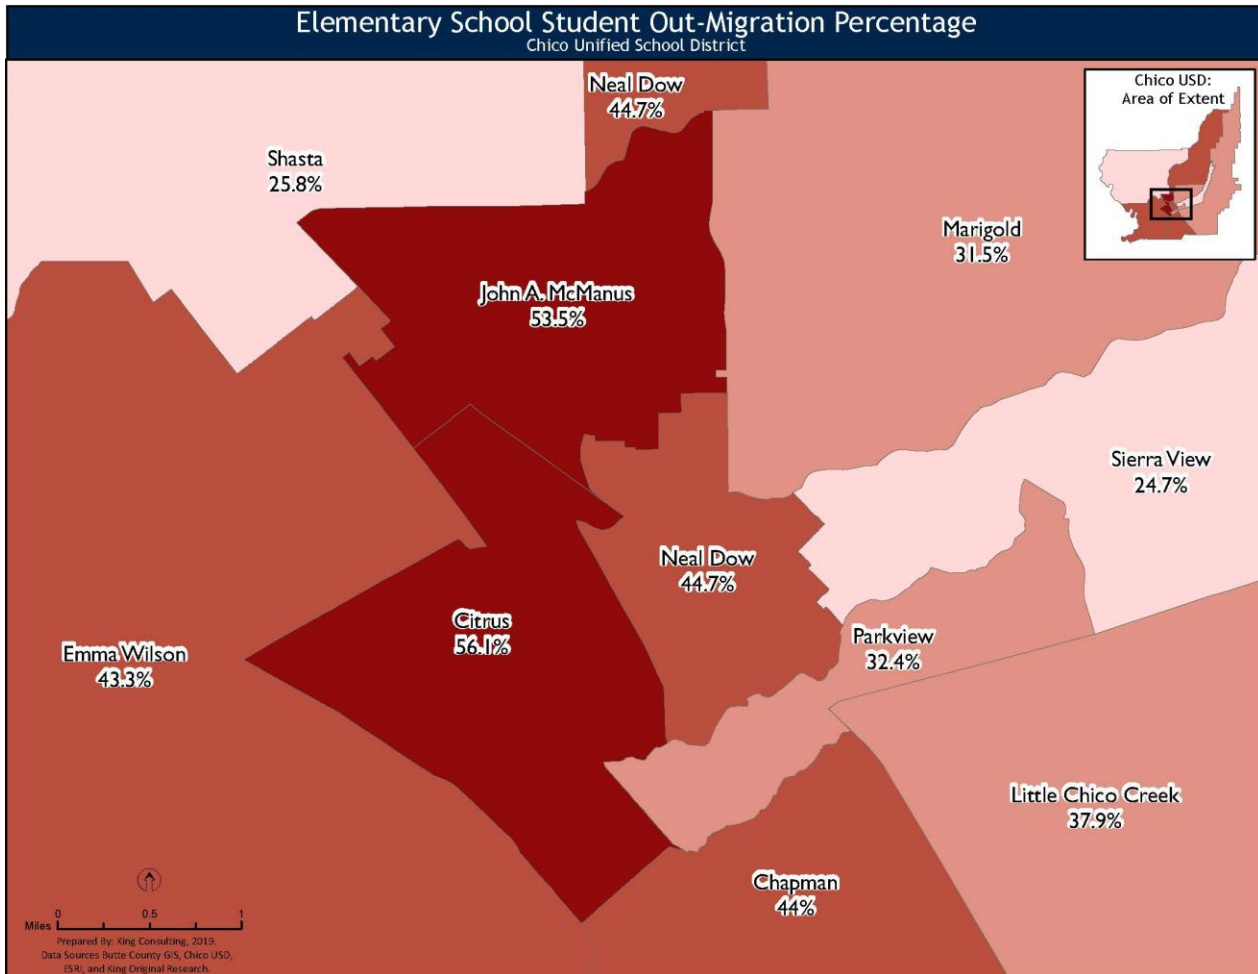 Elementary School Student Out-Migration Percentage
Chico Unified School District
Neal Dow
44.7%
Chico USD:
Area of Extent
Shasta
25.8%
Marigold
31.5%
John A. McManus
53.5%
Sierra View
24.7%
Neal Dow
44.7%
Citrus
56.1%
Parkview
32.4%
Emma Wilson
43.3%
Little Chico Creek
37.9%
Chapman
44%
0 0.5 1
Miles
Prepared By: King Consulting, 2019.
Data Sources Butte County GIS, Chico USD,
ESRI, and King Original Research.